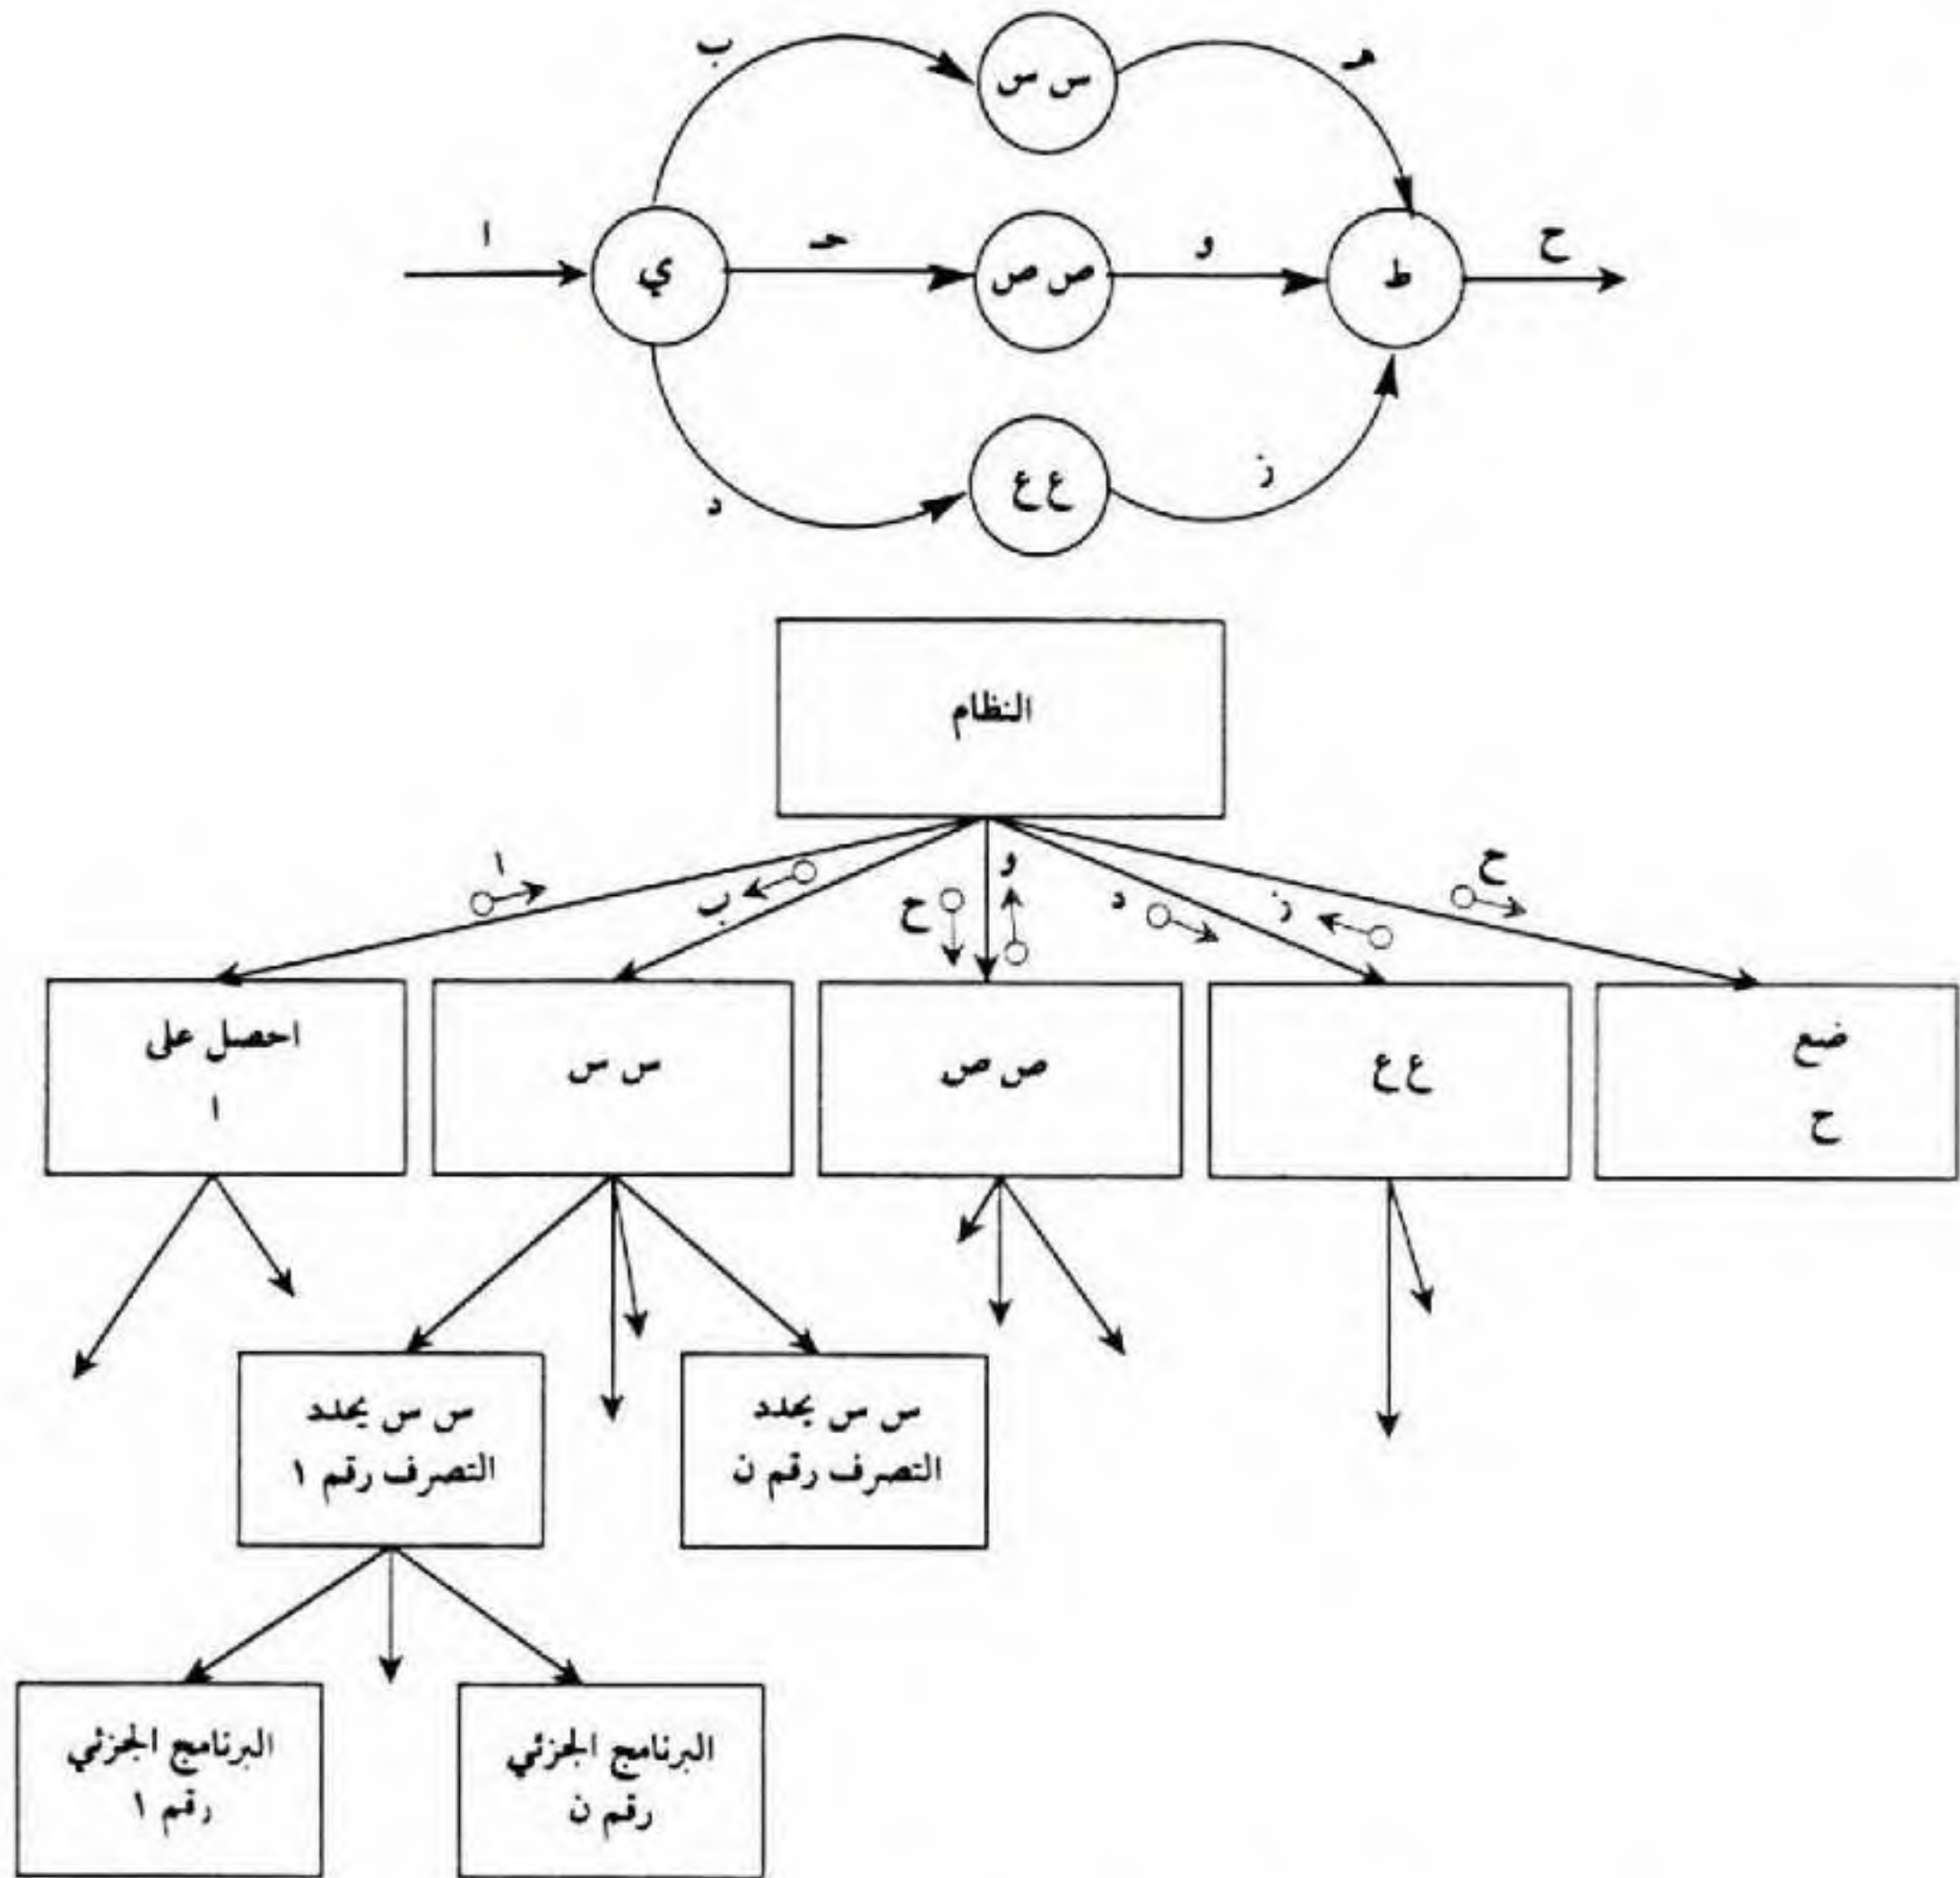 ب
س س
هـ
ا
ي
حـ
ص ص
و
ط
ح
د
ع ع
ز
النظام
ا
ب
ح
و
د
ز
ح
احصل على
ا
س س
ص ص
ع ع
ضع
ح
س س يحدد
التصرف رقم ١
س س يحدد
التصرف رقم ن
البرنامج الجزئي
رقم ١
البرنامج الجزئي
رقم ن